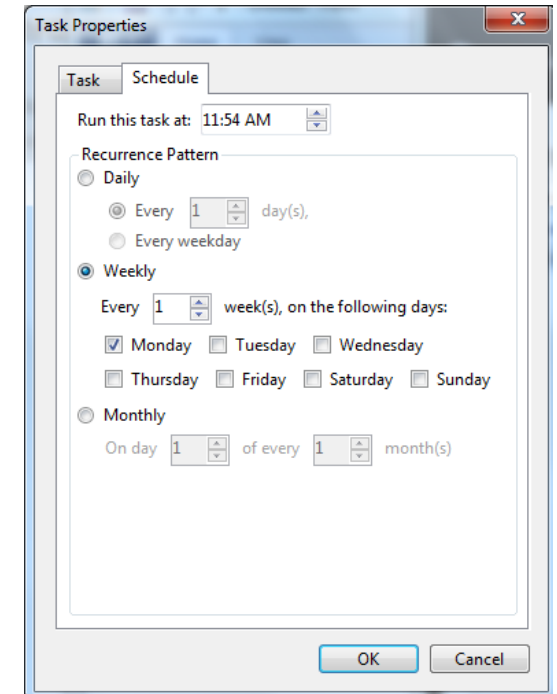 Task Properties
Task Schedule
Run this task at: 11:54 AM
Recurrence Pattern
Daily
Every 1 day(s),
Every weekday
Weekly
Every 1 week(s), on the following days:
Monday Tuesday Wednesday
Thursday Friday Saturday Sunday
Monthly
On day 1 of every 1 month(s)
OK Cancel